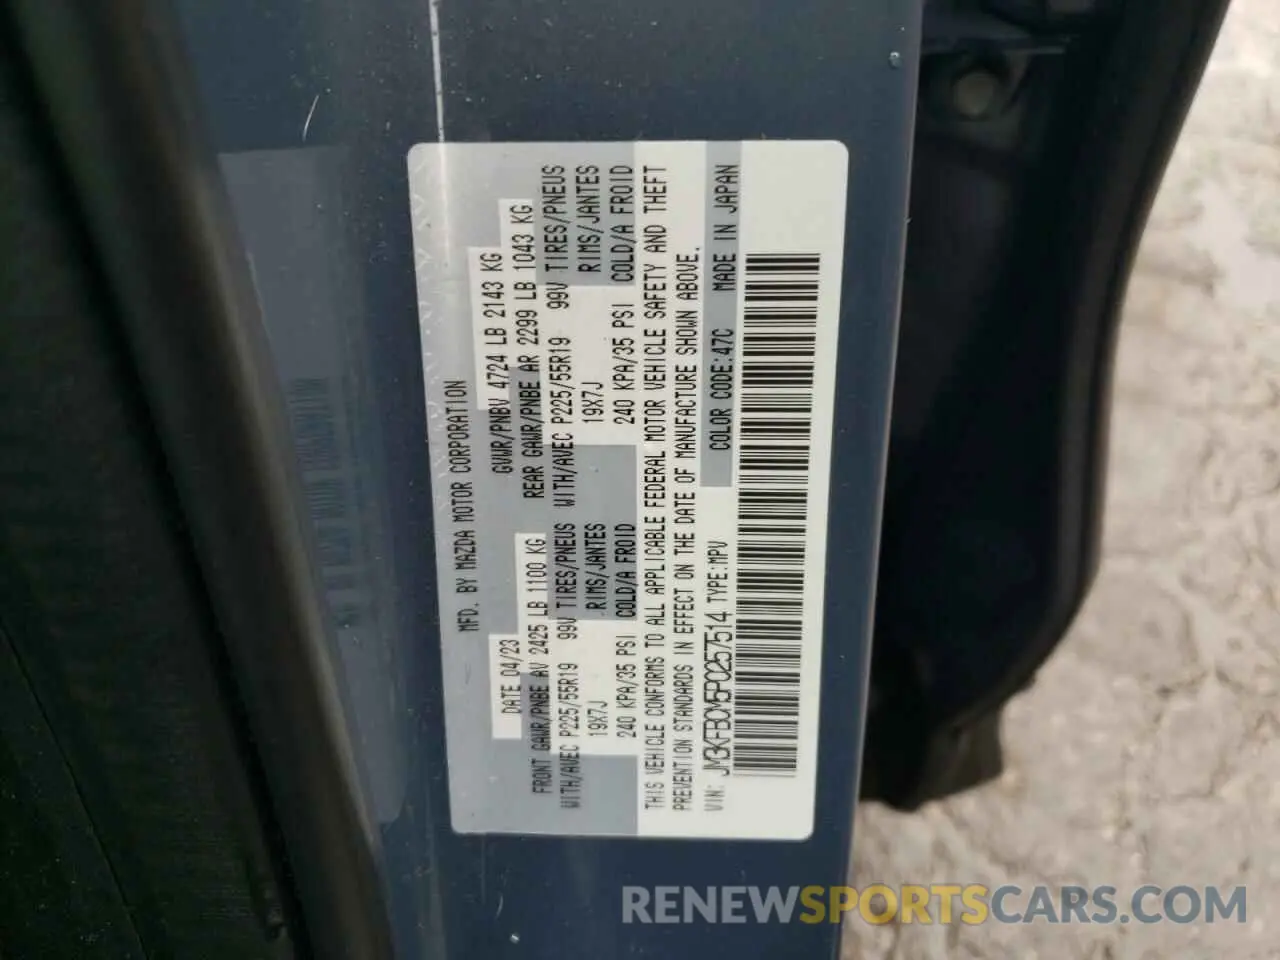 MFD. BY MAZDA MOTOR CORPORATION
DATE 04/23 GVWR/PNBV 4724 LB 2143 KG
FRONT GAWR/PNBE AV 2425 LB 1100 KG REAR GAWR/PNBE AR 2299 LB 1043 KG
WITH/AVEC P225/55R19 99V TIRES/PNEUS WITH/AVEC P225/55R19 99V TIRES/PNEUS
19X7J RIMS/JANTES 19X7J RIMS/JANTES
240 KPA/35 PSI COLD/A FROID 240 KPA/35 PSI COLD/A FROID
THIS VEHICLE CONFORMS TO ALL APPLICABLE FEDERAL MOTOR VEHICLE SAFETY AND THEFT
PREVENTION STANDARDS IN EFFECT ON THE DATE OF MANUFACTURE SHOWN ABOVE.
VIN: JM3KFBCM5P0257514 TYPE:MPV COLOR CODE:47C MADE IN JAPAN
RENEWSPORTSCARS.COM